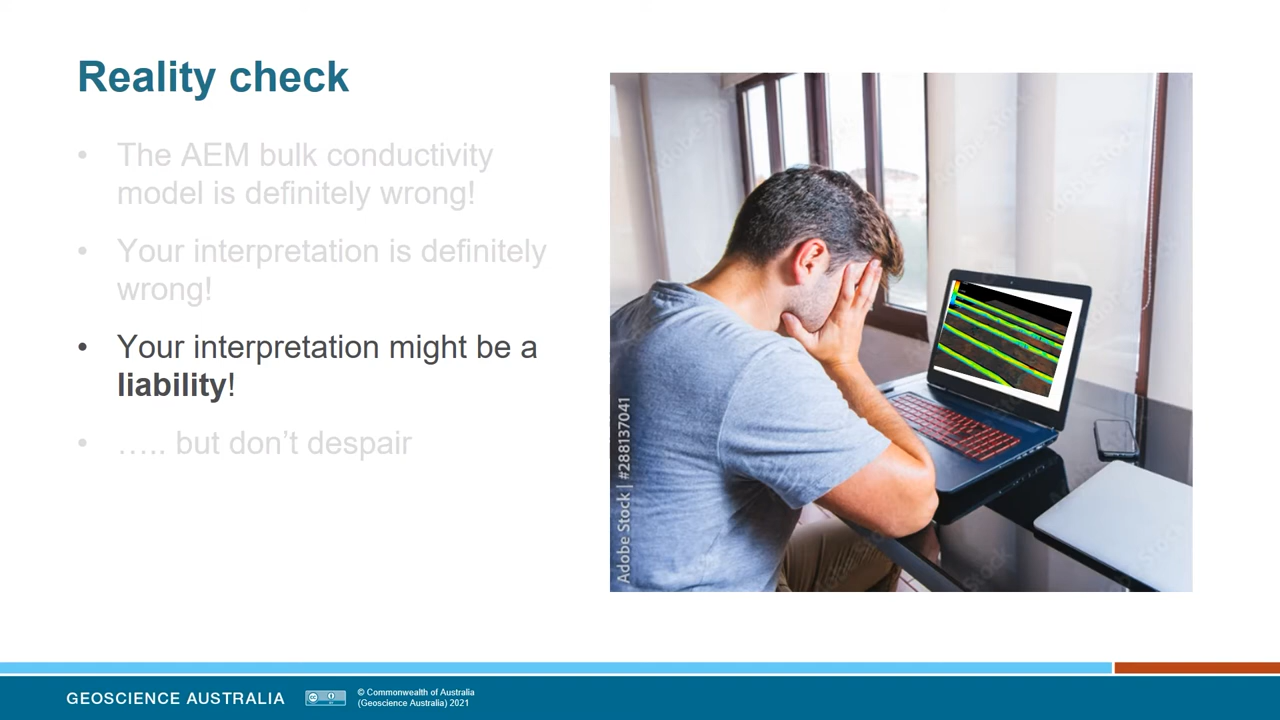 Reality check
• The AEM bulk conductivity
model is definitely wrong!
• Your interpretation is definitely
wrong!
• Your interpretation might be a
liability!
• ….. but don’t despair
Adobe Stock | #288137041
GEOSCIENCE AUSTRALIA
© Commonwealth of Australia
(Geoscience Australia) 2021